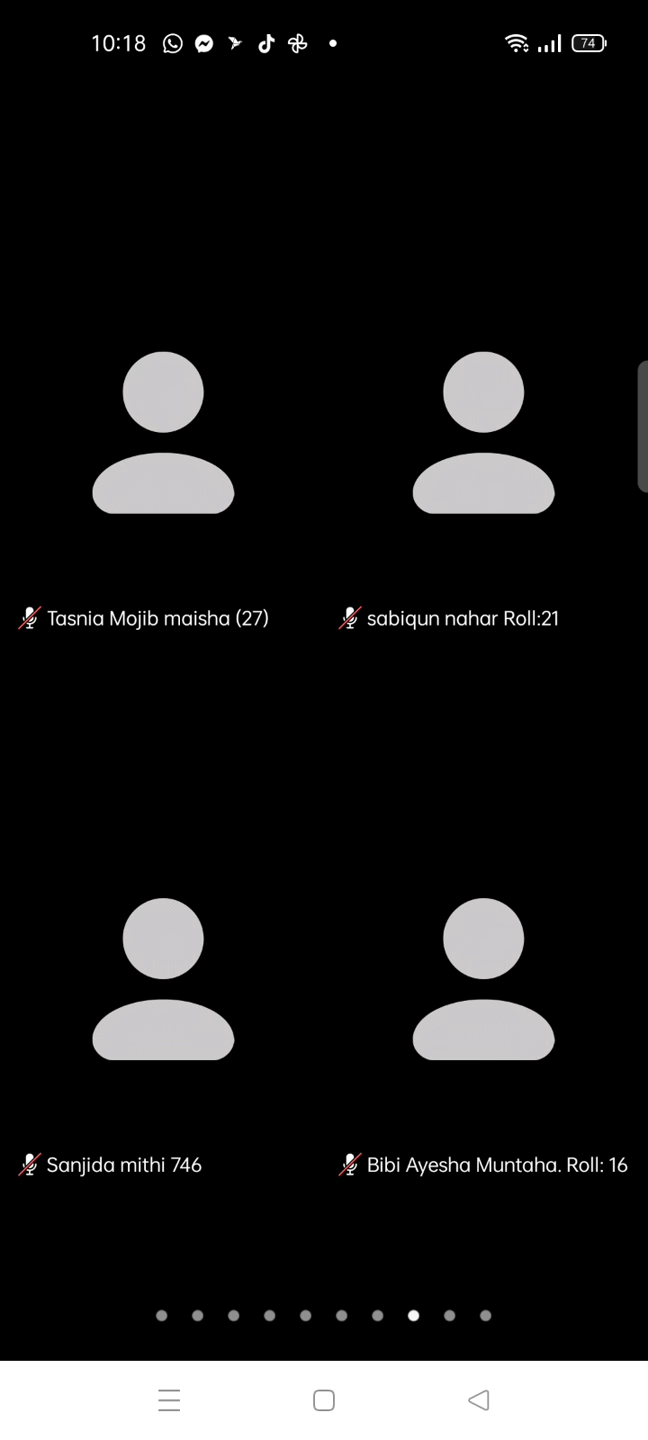 10:18
74
Tasnia Mojib maisha (27)
sabiqun nahar Roll:21
Sanjida mithi 746
Bibi Ayesha Muntaha. Roll: 16